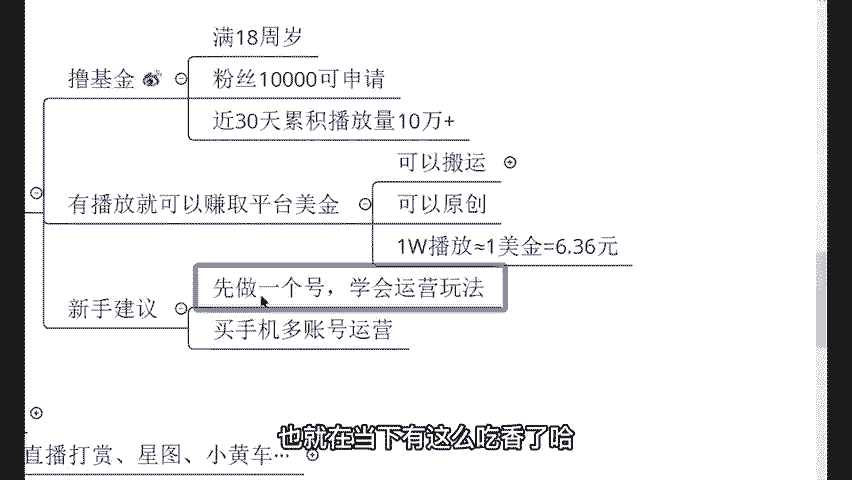 满18周岁
撸基金
粉丝10000可申请
近30天累积播放量10万+
可以搬运
有播放就可以赚取平台美金
可以原创
1W播放≈1美金=6.36元
先做一个号，学会运营玩法
新手建议
买手机多账号运营
也就在当下有这么吃香了哈
直播打赏、星图、小黄车…